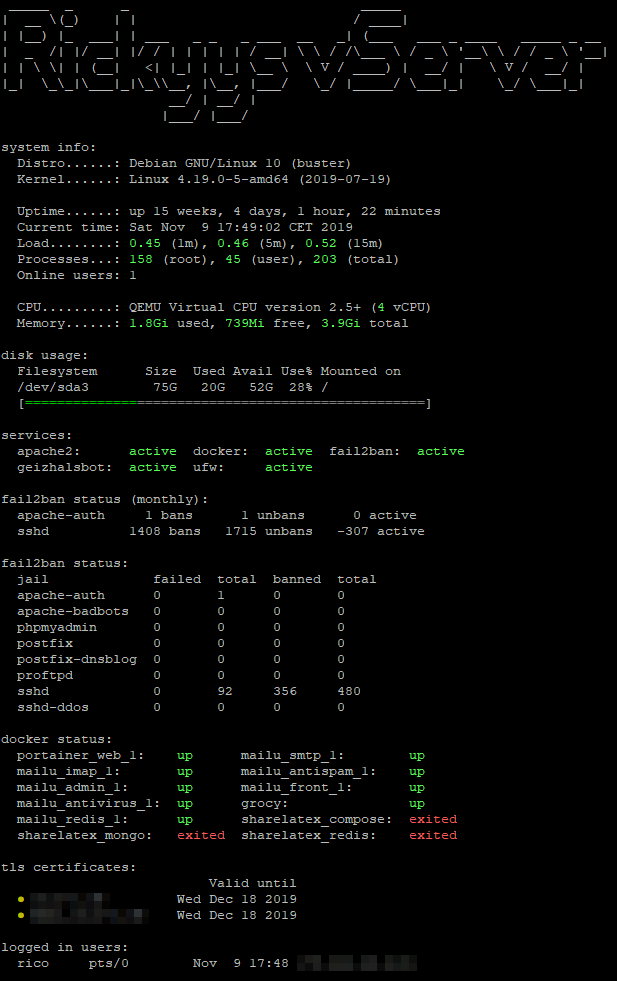 RickyysServer
system info:
Distro......: Debian GNU/Linux 10 (buster)
Kernel......: Linux 4.19.0-5-amd64 (2019-07-19)
Uptime......: up 15 weeks, 4 days, 1 hour, 22 minutes
Current time: Sat Nov  9 17:49:02 CET 2019
Load........: 0.45 (1m), 0.46 (5m), 0.52 (15m)
Processes...: 158 (root), 45 (user), 203 (total)
Online users: 1
CPU.........: QEMU Virtual CPU version 2.5+ (4 vCPU)
Memory......: 1.8Gi used, 739Mi free, 3.9Gi total
disk usage:
Filesystem      Size  Used Avail Use% Mounted on
/dev/sda3        75G   20G   52G  28% /
[==================================================]
services:
apache2:      active  docker:   active  fail2ban:  active
geizhalsbot:  active  ufw:      active
fail2ban status (monthly):
apache-auth     1 bans      1 unbans      0 active
sshd          1408 bans   1715 unbans   -307 active
fail2ban status:
jail             failed  total  banned  total
apache-auth      0       1      0       0
apache-badbots   0       0      0       0
phpmyadmin       0       0      0       0
postfix          0       0      0       0
postfix-dnsblog  0       0      0       0
proftpd          0       0      0       0
sshd             0       92     356     480
sshd-ddos        0       0      0       0
docker status:
portainer_web_1:    up      mailu_smtp_1:        up
mailu_imap_1:       up      mailu_antispam_1:    up
mailu_admin_1:      up      mailu_front_1:       up
mailu_antivirus_1:  up      grocy:               up
mailu_redis_1:      up      sharelatex_compose:  exited
sharelatex_mongo:   exited  sharelatex_redis:    exited
tls certificates:
Valid until
Wed Dec 18 2019
Wed Dec 18 2019
logged in users:
rico     pts/0        Nov  9 17:48